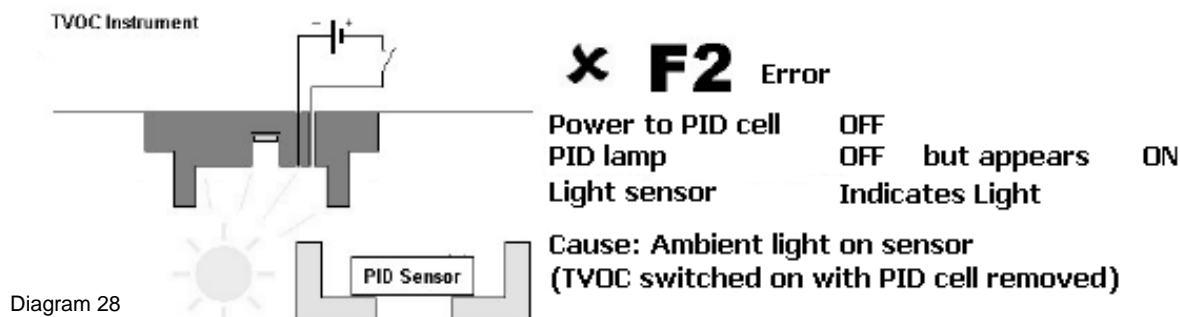 TVOC Instrument
- +
✗ F2 Error
Power to PID cell OFF
PID lamp OFF but appears ON
Light sensor Indicates Light
Cause: Ambient light on sensor
(TVOC switched on with PID cell removed)
PID Sensor
Diagram 28